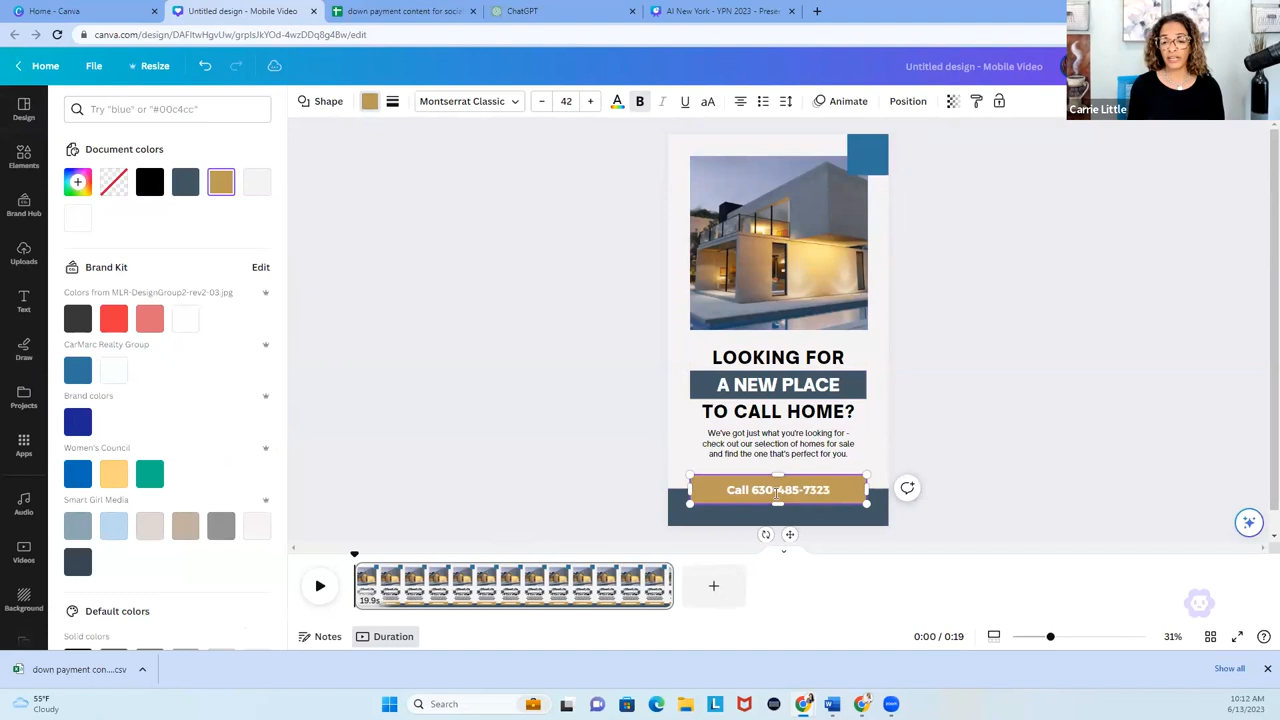 Home - Canva
Untitled design - Mobile Video
down payment content for social
ChatGPT
AI New York - YPN 2023 - Presen
canva.com/design/DAFltwHgvUw/grpIsJkYOd-4wzDDq8g4Bw/edit
Home
File
Resize
Untitled design - Mobile Video
Carrie Little
Design
Elements
Brand Hub
Uploads
Text
Draw
Projects
Apps
Audio
Videos
Background
Try "blue" or "#00c4cc"
Document colors
Brand Kit
Edit
Colors from MLR-DesignGroup2-rev2-03.jpg
CarMarc Realty Group
Brand colors
Women's Council
Smart Girl Media
Default colors
Solid colors
Shape
Montserrat Classic
42
A
B
I
U
aA
Animate
Position
LOOKING FOR
A NEW PLACE
TO CALL HOME?
We've got just what you're looking for -
check out our selection of homes for sale
and find the one that's perfect for you.
Call 630-485-7323
19.9s
Notes
Duration
0:00 / 0:19
31%
down payment con....csv
Show all
55°F
Cloudy
Search
10:12 AM
6/13/2023